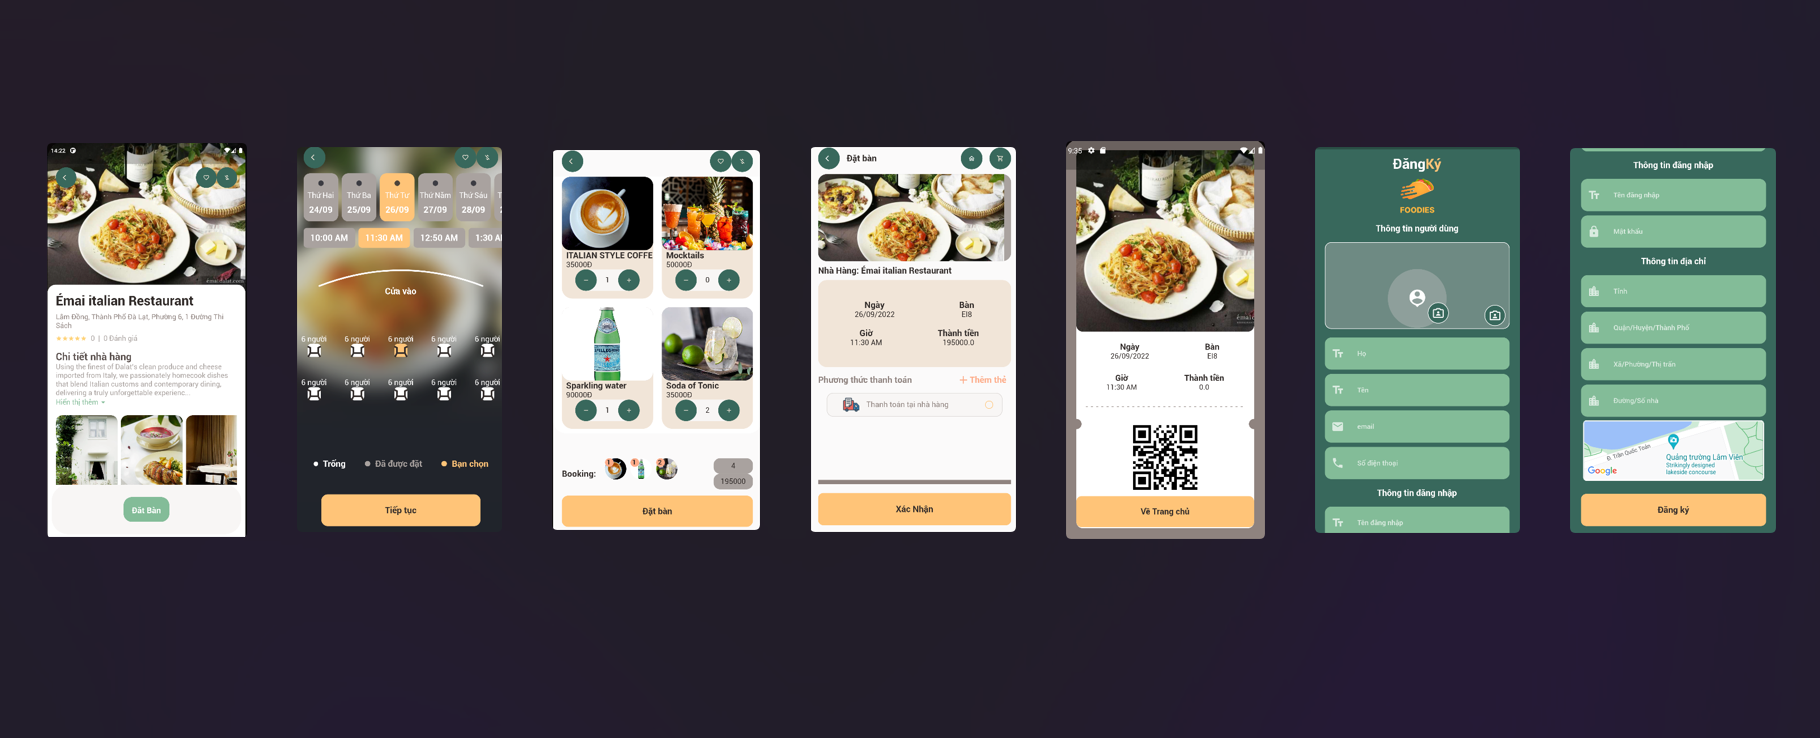 14:22
émai-dalat.com
Émai italian Restaurant
Lâm Đồng, Thành Phố Đà Lạt, Phường 6, 1 Đường Thi
Sách
0 | 0 Đánh giá
Chi tiết nhà hàng
Using the finest of Dalat's clean produce and cheese
imported from Italy, we passionately homecook dishes
that blend Italian customs and contemporary dining,
delivering a truly unforgettable experienc...
Hiển thị thêm
Đặt Bàn
Thứ Hai
24/09
Thứ Ba
25/09
Thứ Tư
26/09
Thứ Năm
27/09
Thứ Sáu
28/09
10:00 AM
11:30 AM
12:50 AM
1:30 A
Cửa vào
6 người 6 người 6 người 6 người 6 người
6 người 6 người 6 người 6 người 6 người
Trống
Đã được đặt
Bạn chọn
Tiếp tục
ITALIAN STYLE COFFE
35000Đ
− 1 +
Mocktails
50000Đ
− 0 +
Sparkling water
90000Đ
− 1 +
Soda of Tonic
35000Đ
− 2 +
Booking:
1
1
2
4
195000
Đặt bàn
Đặt bàn
Nhà Hàng: Émai italian Restaurant
Ngày
26/09/2022
Bàn
EI8
Giờ
11:30 AM
Thành tiền
195000.0
Phương thức thanh toán
+ Thêm thẻ
Thanh toán tại nhà hàng
Xác Nhận
9:35
Ngày
26/09/2022
Bàn
EI8
Giờ
11:30 AM
Thành tiền
0.0
Về Trang chủ
ĐăngKý
FOODIES
Thông tin người dùng
Họ
Tên
email
Số điện thoại
Thông tin đăng nhập
Tên đăng nhập
Thông tin đăng nhập
Tên đăng nhập
Mật khẩu
Thông tin địa chỉ
Tỉnh
Quận/Huyện/Thành Phố
Xã/Phường/Thị trấn
Đường/Số nhà
Đ. Trần Quốc Toản
Quảng trường Lâm Viên
Strikingly designed
lakeside concourse
Google
Đăng ký